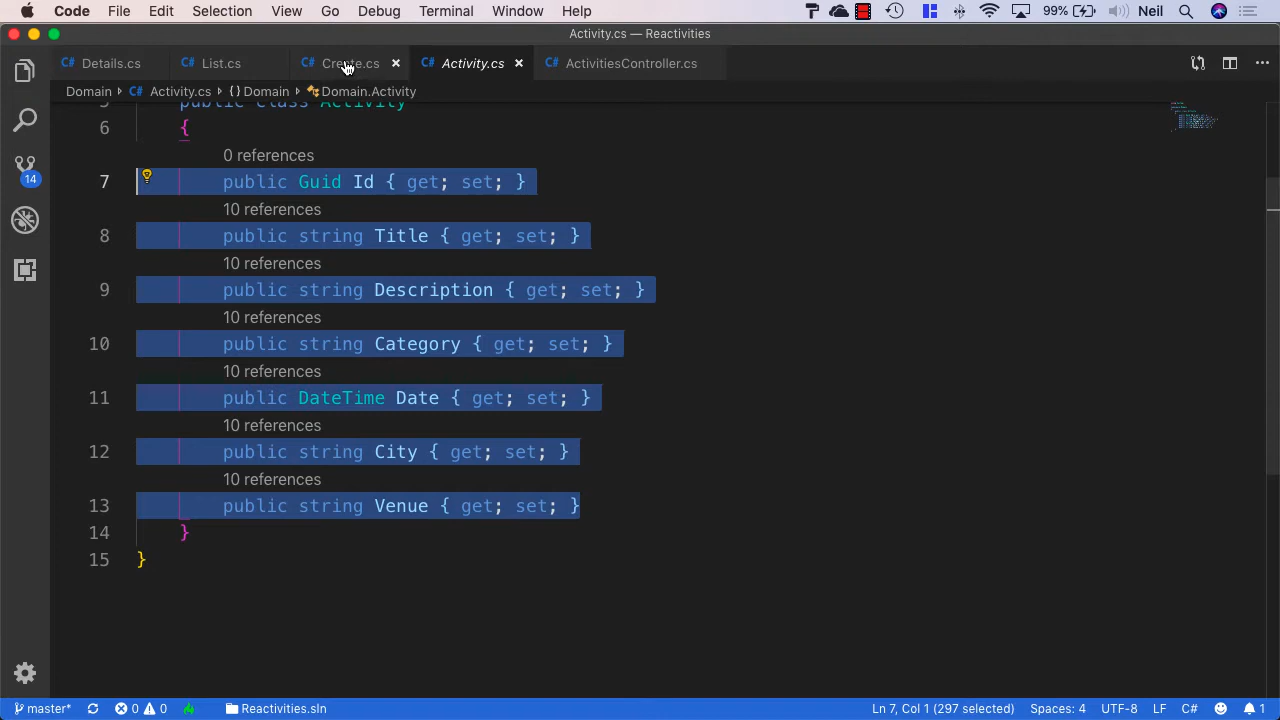 Code File Edit Selection View Go Debug Terminal Window Help 99% Neil
Activity.cs — Reactivities
C# Details.cs C# List.cs C# Create.cs C# Activity.cs C# ActivitiesController.cs
Domain Activity.cs { } Domain Domain.Activity
5 public class Activity
6 {
0 references
7 public Guid Id { get; set; }
10 references
8 public string Title { get; set; }
10 references
9 public string Description { get; set; }
10 references
10 public string Category { get; set; }
10 references
11 public DateTime Date { get; set; }
10 references
12 public string City { get; set; }
10 references
13 public string Venue { get; set; }
14 }
15 }
14
master* 0 0 Reactivities.sln Ln 7, Col 1 (297 selected) Spaces: 4 UTF-8 LF C# 1